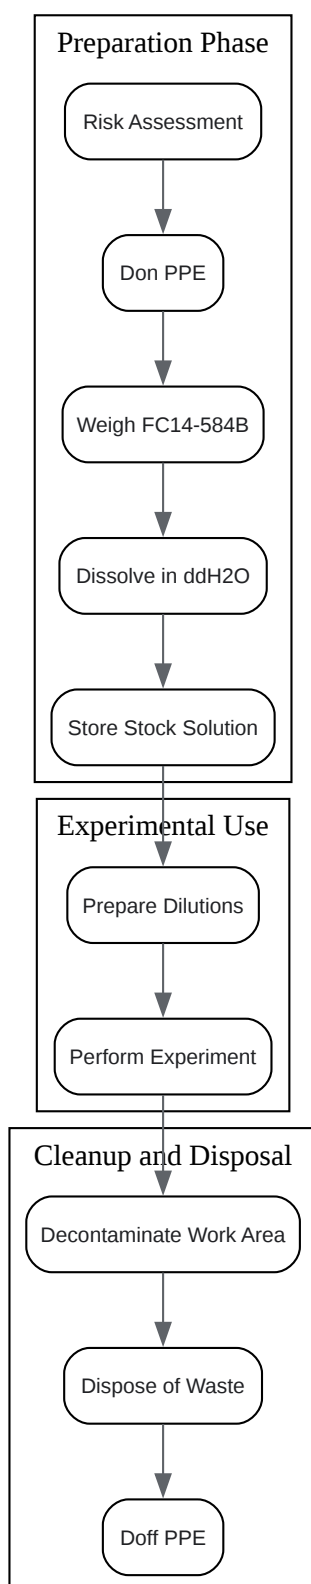 Preparation Phase
Risk Assessment
Don PPE
Weigh FC14-584B
Dissolve in ddH2O
Store Stock Solution
Experimental Use
Prepare Dilutions
Perform Experiment
Cleanup and Disposal
Decontaminate Work Area
Dispose of Waste
Doff PPE